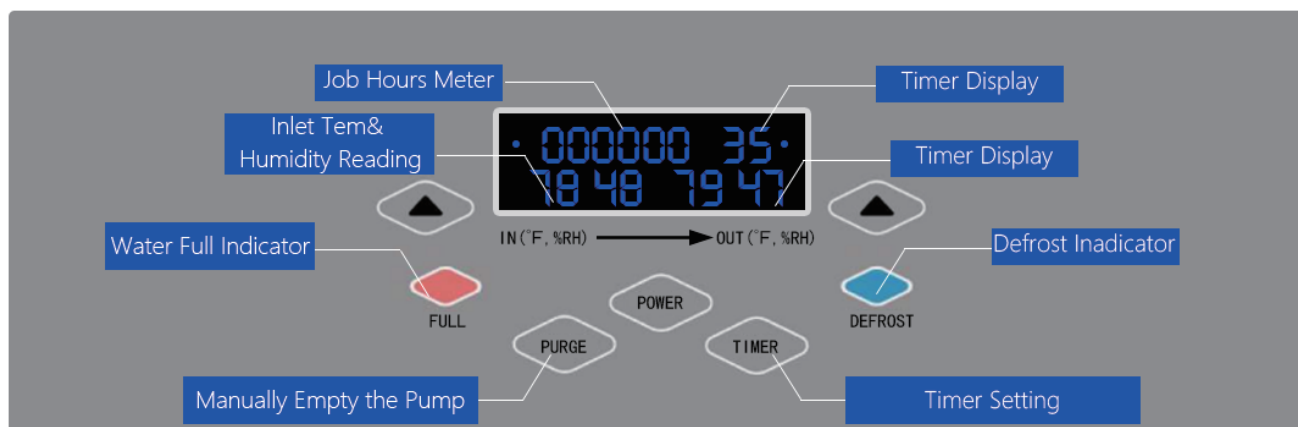 Job Hours Meter
Timer Display
Inlet Tem&
Humidity Reading
000000 35
Timer Display
78 48 79 47
IN(°F, %RH) OUT(°F, %RH)
Water Full Indicator
Defrost Inadicator
FULL
POWER
DEFROST
PURGE
TIMER
Manually Empty the Pump
Timer Setting